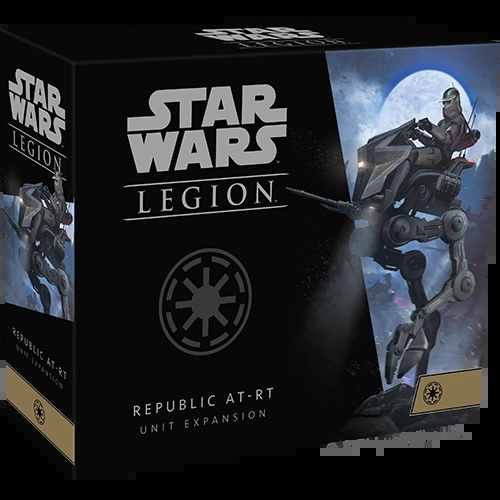 STAR
WARS
LEGION
REPUBLIC AT-RT
UNIT EXPANSION
STAR
WARS
LEGION
REPUBLIC AT-RT
UNIT EXPANSION